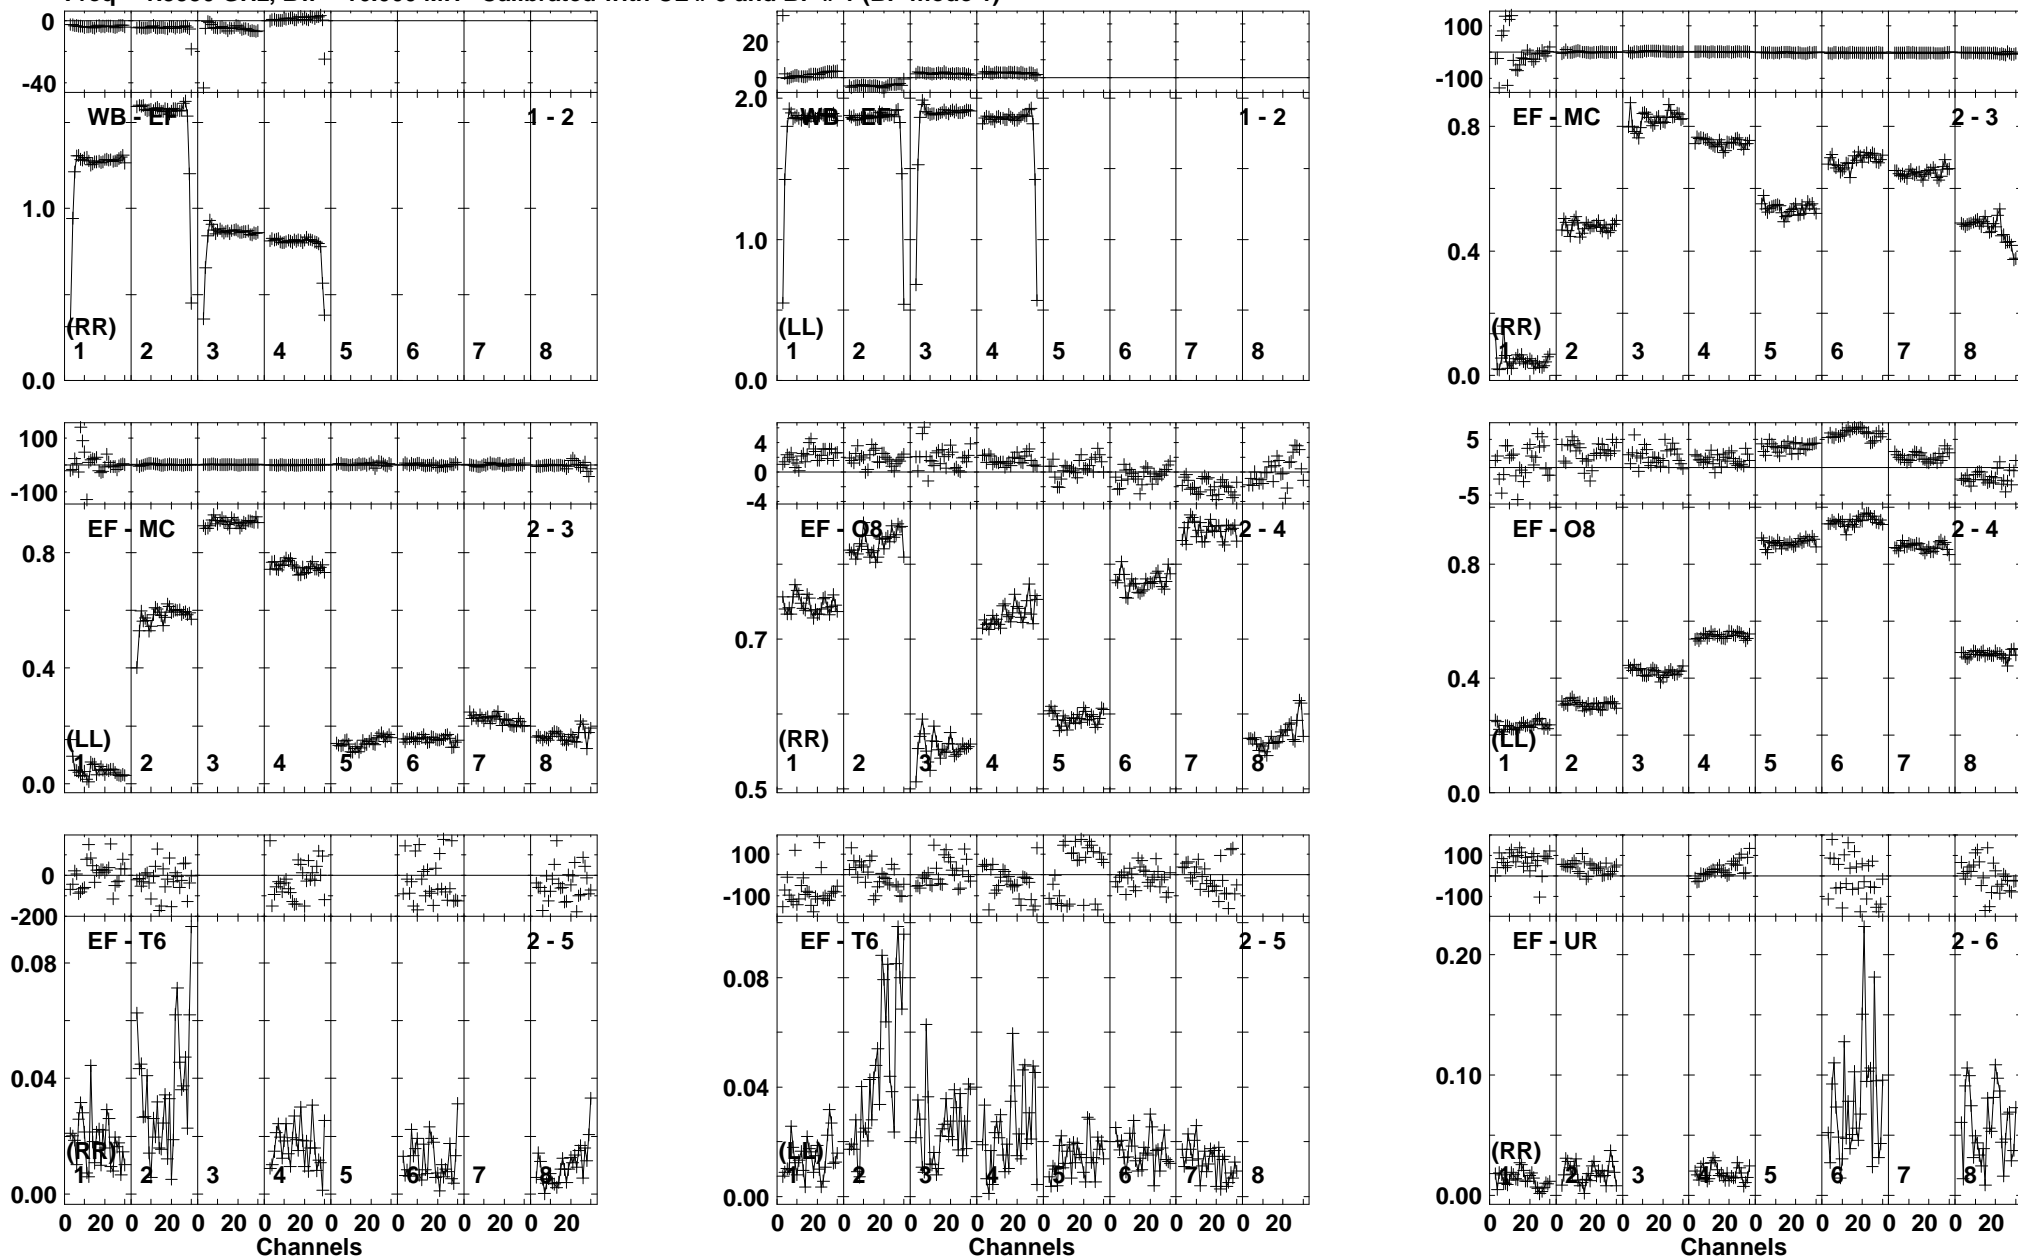 0 -40 WB - EF 1 - 2 1.0 (RR) 1 2 3 4 5 6 7 8 0.0
20 0 2.0 WB - EF 1 - 2 1.0 (LL) 1 2 3 4 5 6 7 8 0.0
100 0 -100 0.8 EF - MC 2 - 3 0.4 (RR) 1 2 3 4 5 6 7 8 0.0
100 0 -100 EF - MC 2 - 3 0.8 0.4 (LL) 1 2 3 4 5 6 7 8 0.0
4 0 -4 EF - O8 2 - 4 0.7 (RR) 1 2 3 4 5 6 7 8 0.5
5 -5 EF - O8 2 - 4 0.8 0.4 (LL) 1 2 3 4 5 6 7 8 0.0
0 -200 EF - T6 2 - 5 0.08 0.04 (RR) 1 2 3 4 5 6 7 8 0.00
0 20 0 20 0 20 0 20 0 20 0 20 0 20 0 20
Channels
100 -100 EF - T6 2 - 5 0.08 0.04 (LL) 1 2 3 4 5 6 7 8 0.00
0 20 0 20 0 20 0 20 0 20 0 20 0 20 0 20
Channels
100 -100 EF - UR 2 - 6 0.20 0.10 (RR) 1 2 3 4 5 6 7 8 0.00
0 20 0 20 0 20 0 20 0 20 0 20 0 20 0 20
Channels